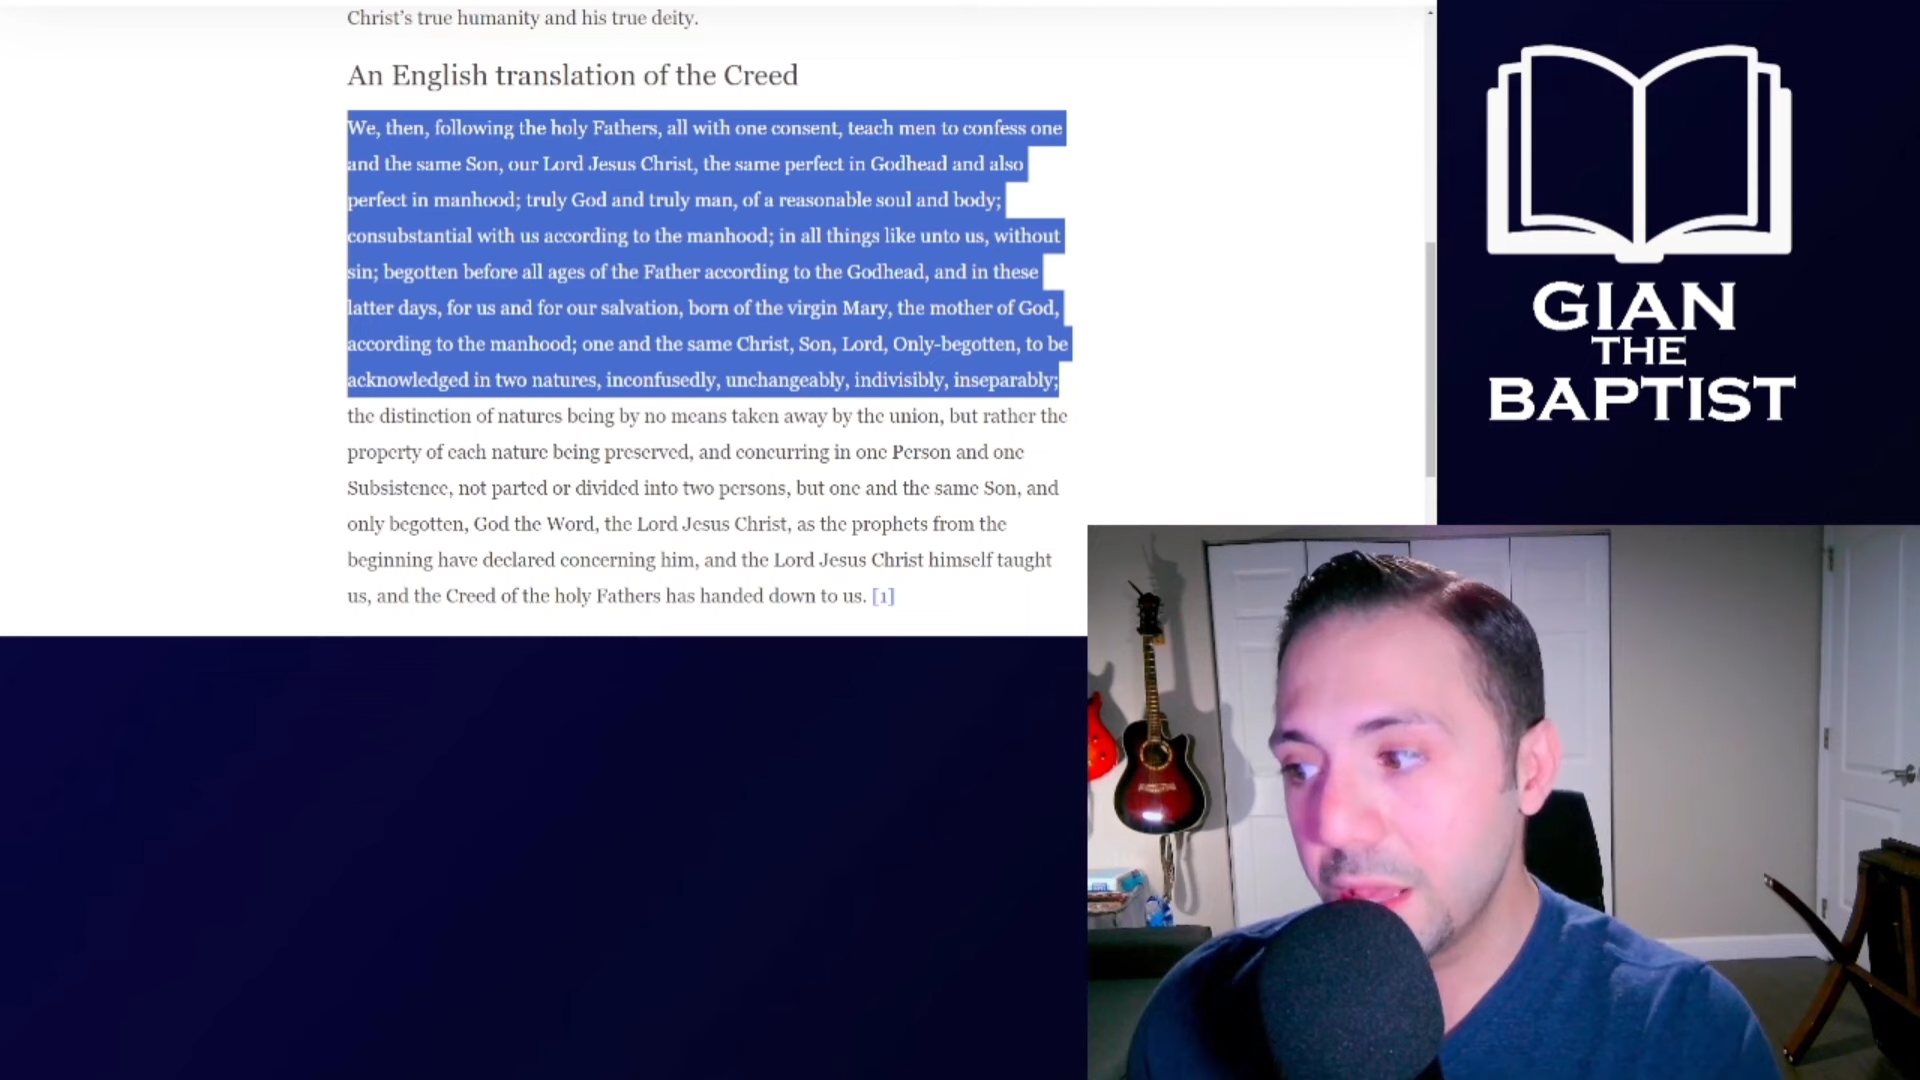 Christ's true humanity and his true deity.
An English translation of the Creed
We, then, following the holy Fathers, all with one consent, teach men to confess one
and the same Son, our Lord Jesus Christ, the same perfect in Godhead and also
perfect in manhood; truly God and truly man, of a reasonable soul and body;
consubstantial with us according to the manhood; in all things like unto us, without
sin; begotten before all ages of the Father according to the Godhead, and in these
latter days, for us and for our salvation, born of the virgin Mary, the mother of God,
according to the manhood; one and the same Christ, Son, Lord, Only-begotten, to be
acknowledged in two natures, inconfusedly, unchangeably, indivisibly, inseparably;
the distinction of natures being by no means taken away by the union, but rather the
property of each nature being preserved, and concurring in one Person and one
Subsistence, not parted or divided into two persons, but one and the same Son, and
only begotten, God the Word, the Lord Jesus Christ, as the prophets from the
beginning have declared concerning him, and the Lord Jesus Christ himself taught
us, and the Creed of the holy Fathers has handed down to us. [1]
GIAN
THE
BAPTIST